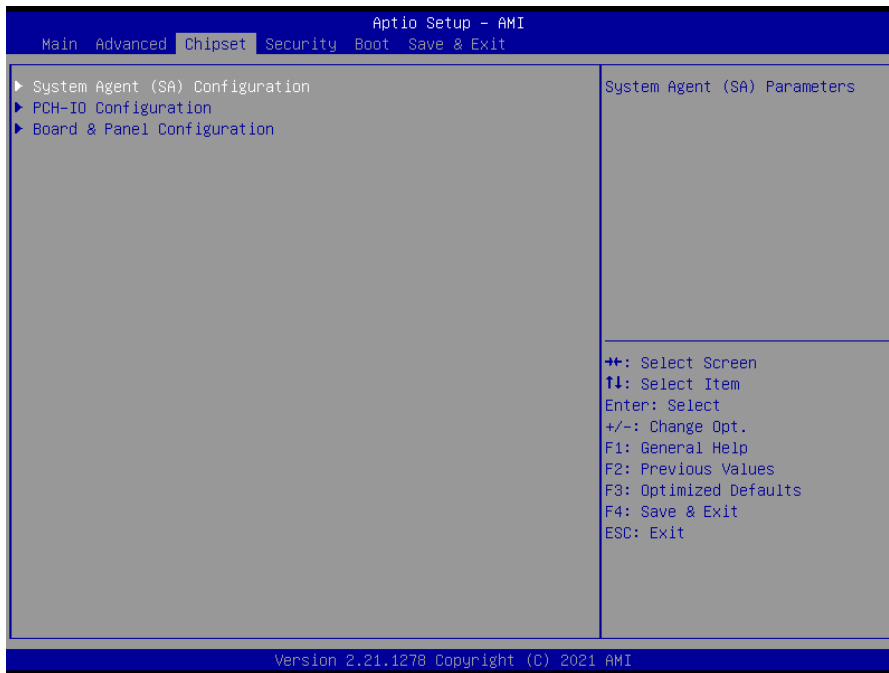 Aptio Setup – AMI
Main Advanced Chipset Security Boot Save & Exit
▶ System Agent (SA) Configuration
▶ PCH-IO Configuration
▶ Board & Panel Configuration
System Agent (SA) Parameters
→←: Select Screen
↑↓: Select Item
Enter: Select
+/-: Change Opt.
F1: General Help
F2: Previous Values
F3: Optimized Defaults
F4: Save & Exit
ESC: Exit
Version 2.21.1278 Copyright (C) 2021 AMI